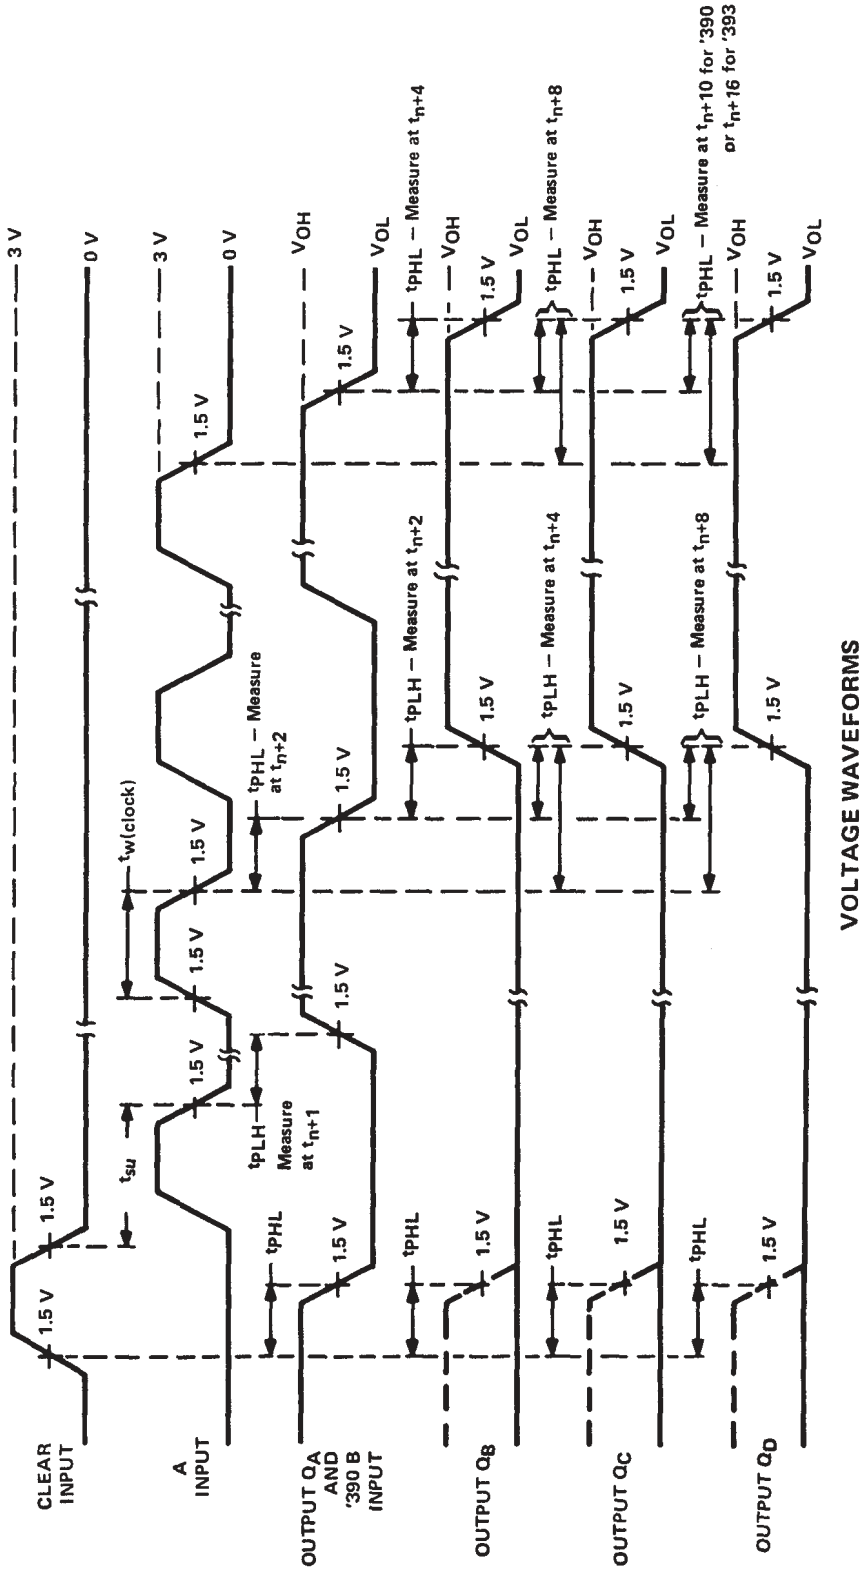 CLEAR
INPUT
1.5 V
1.5 V
3 V
0 V
A
INPUT
tsu
1.5 V
1.5 V
tw(clock)
1.5 V
1.5 V
3 V
0 V
OUTPUT QA
AND
'390 B
INPUT
tPHL
1.5 V
tPLH
Measure
at tn+1
1.5 V
tPHL – Measure
at tn+2
1.5 V
1.5 V
VOH
VOL
OUTPUT QB
tPHL
1.5 V
tPLH – Measure at tn+2
1.5 V
tPHL – Measure at tn+4
1.5 V
VOH
VOL
OUTPUT QC
tPHL
1.5 V
tPLH – Measure at tn+4
1.5 V
tPHL – Measure at tn+8
1.5 V
VOH
VOL
OUTPUT QD
tPHL
1.5 V
tPLH – Measure at tn+8
1.5 V
tPHL – Measure at tn+10 for '390
or tn+16 for '393
1.5 V
VOH
VOL
VOLTAGE WAVEFORMS